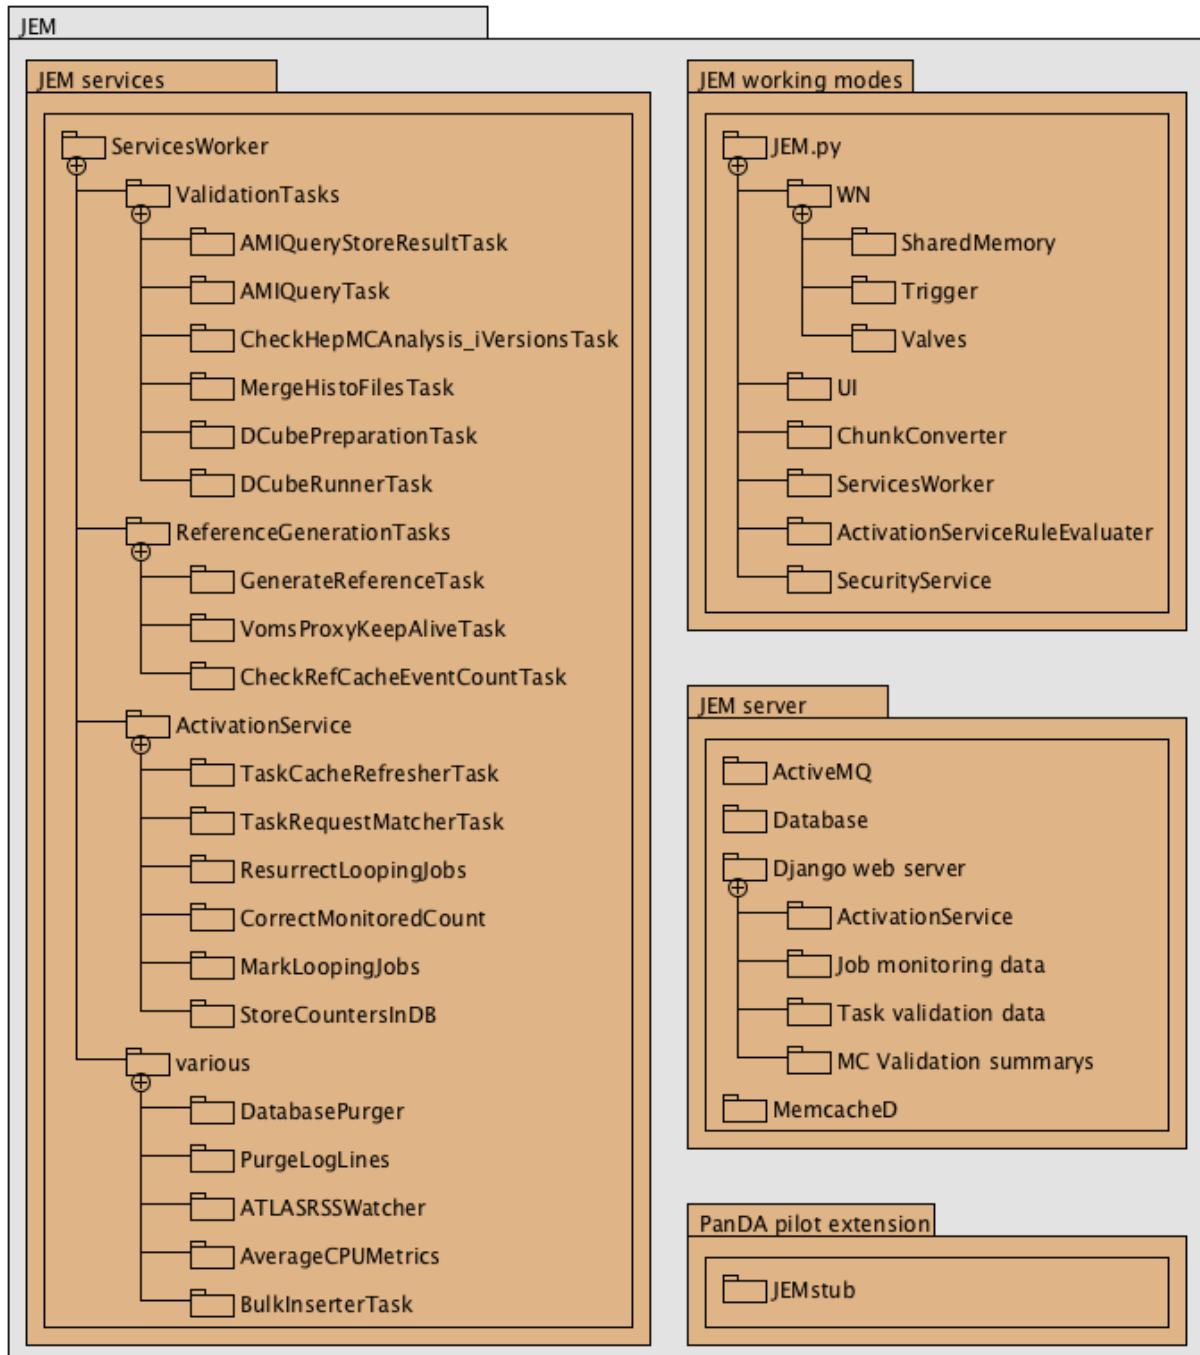 JEM
JEM services
ServicesWorker
ValidationTasks
AMIQueryStoreResultTask
AMIQueryTask
CheckHepMCAnalysis_iVersionsTask
MergeHistoFilesTask
DCubePreparationTask
DCubeRunnerTask
ReferenceGenerationTasks
GenerateReferenceTask
VomsProxyKeepAliveTask
CheckRefCacheEventCountTask
ActivationService
TaskCacheRefresherTask
TaskRequestMatcherTask
ResurrectLoopingJobs
CorrectMonitoredCount
MarkLoopingJobs
StoreCountersInDB
various
DatabasePurger
PurgeLogLines
ATLASRSSWatcher
AverageCPUMetrics
BulkInserterTask
JEM working modes
JEM.py
WN
SharedMemory
Trigger
Valves
UI
ChunkConverter
ServicesWorker
ActivationServiceRuleEvaluater
SecurityService
JEM server
ActiveMQ
Database
Django web server
ActivationService
Job monitoring data
Task validation data
MC Validation summarys
MemcacheD
PanDA pilot extension
JEMstub